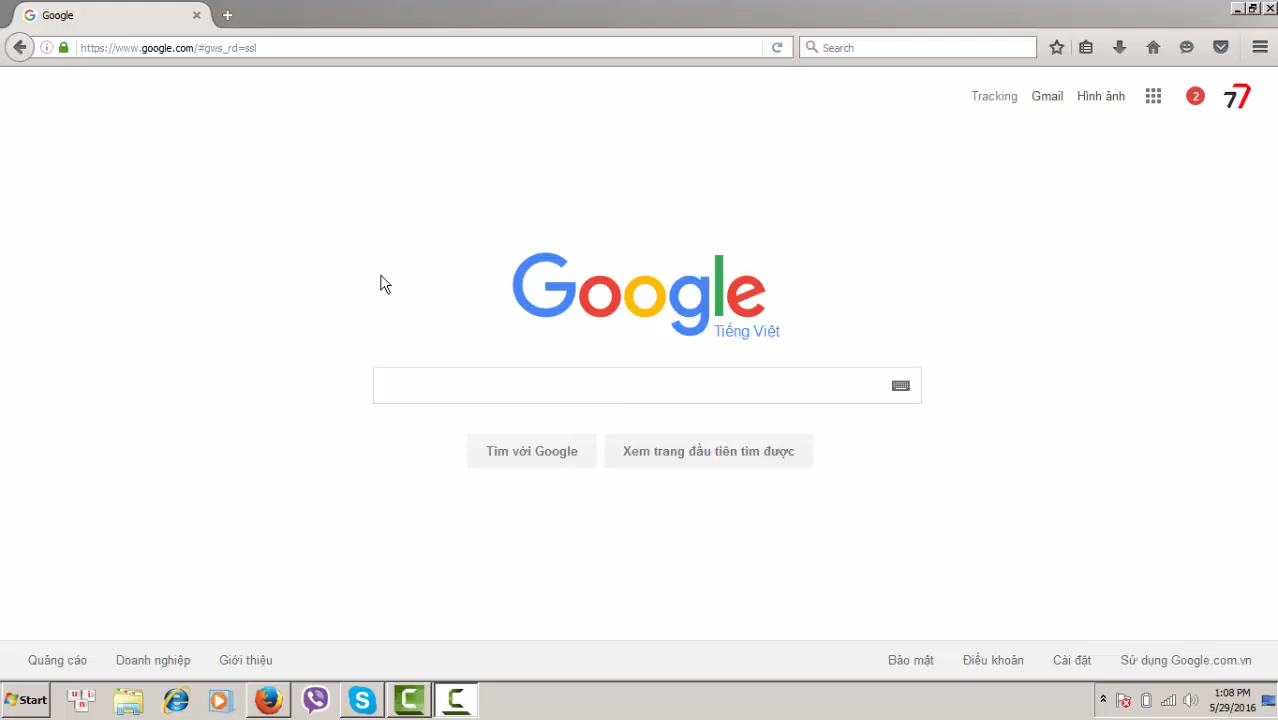 Google
https://www.google.com/#gws_rd=ssl
Search
Tracking Gmail Hình ảnh 2 77
Google
Tiếng Việt
Tìm với Google Xem trang đầu tiên tìm được
Quảng cáo Doanh nghiệp Giới thiệu Bảo mật Điều khoản Cài đặt Sử dụng Google.com.vn
Start
1:08 PM
5/29/2016